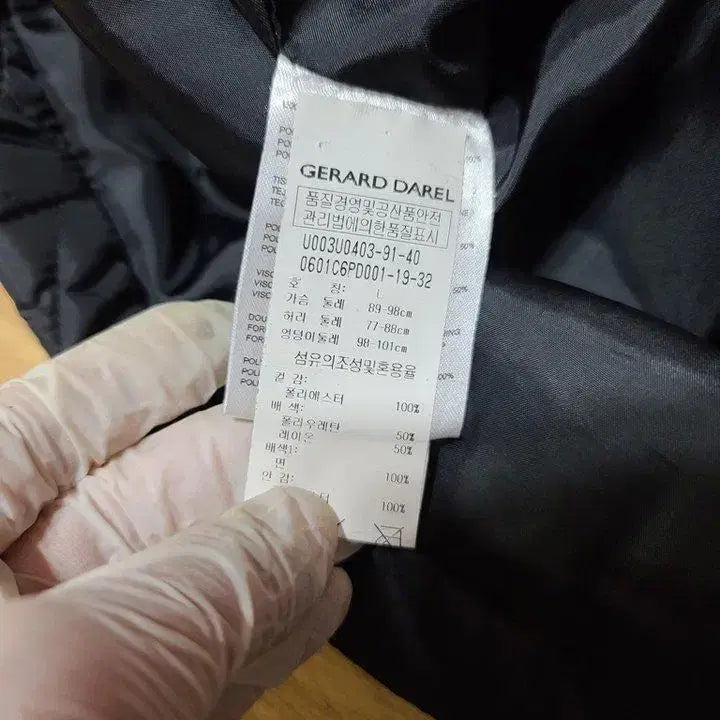 GERARD DAREL
품질경영및공산품안전
관리법에의한품질표시
U003U0403-91-40
0601C6PD001-19-32
호 칭: L
가슴 둘레 89-98cm
허리 둘레 77-88cm
엉덩이둘레 98-101cm
섬유의조성및혼용율
겉 감:
폴리에스터 100%
배 색:
폴리우레탄 50%
레이온 50%
배색1:
면 100%
안 감:
터 100%